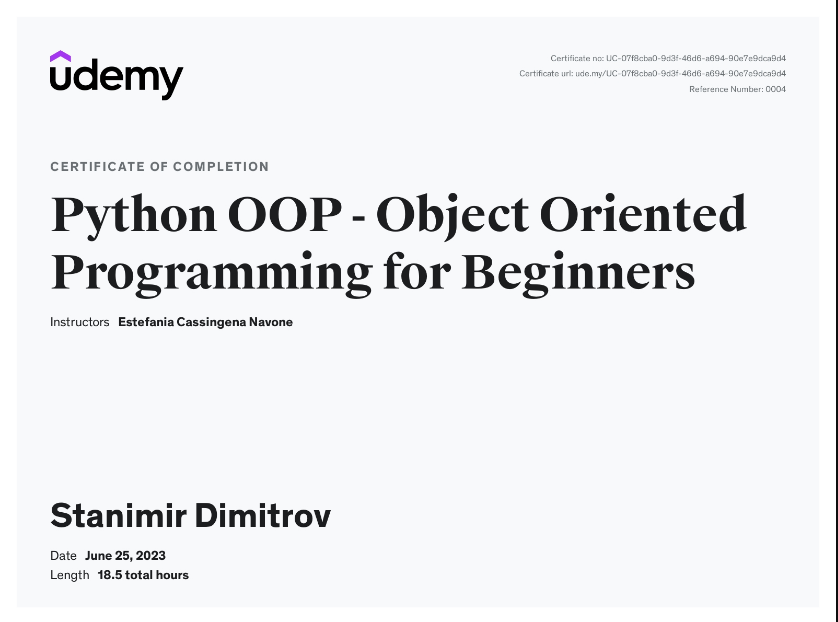 udemy
Certificate no: UC-07f8cba0-9d3f-46d6-a694-90e7e9dca9d4
Certificate url: ude.my/UC-07f8cba0-9d3f-46d6-a694-90e7e9dca9d4
Reference Number: 0004
CERTIFICATE OF COMPLETION
Python OOP - Object Oriented
Programming for Beginners
Instructors Estefania Cassingena Navone
Stanimir Dimitrov
Date June 25, 2023
Length 18.5 total hours